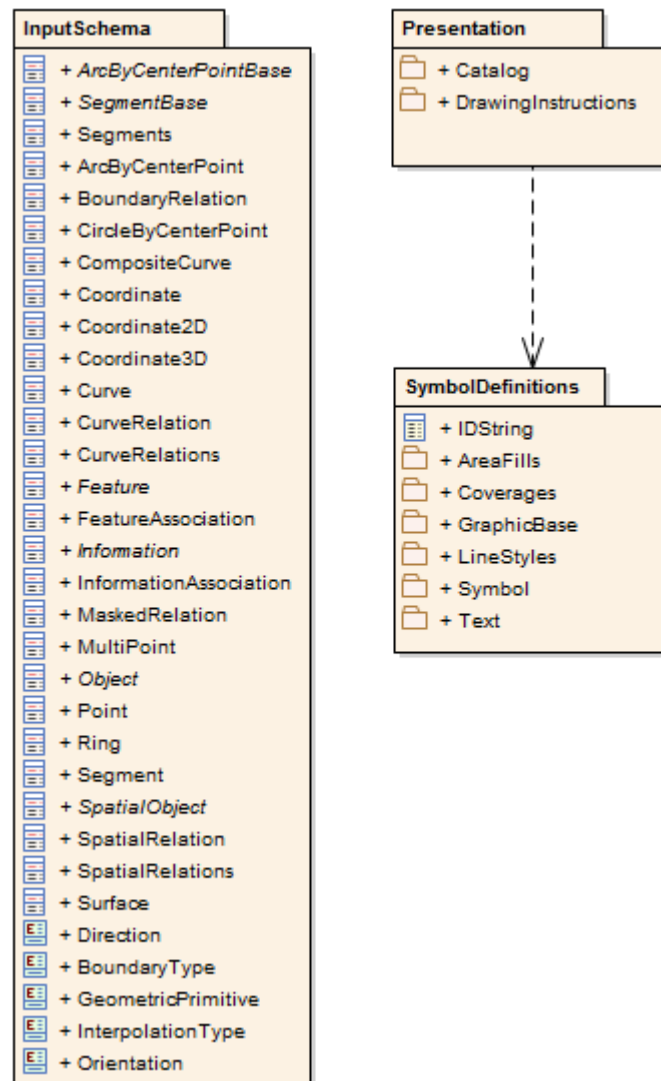 InputSchema
+ ArcByCenterPointBase
+ SegmentBase
+ Segments
+ ArcByCenterPoint
+ BoundaryRelation
+ CircleByCenterPoint
+ CompositeCurve
+ Coordinate
+ Coordinate2D
+ Coordinate3D
+ Curve
+ CurveRelation
+ CurveRelations
+ Feature
+ FeatureAssociation
+ Information
+ InformationAssociation
+ MaskedRelation
+ MultiPoint
+ Object
+ Point
+ Ring
+ Segment
+ SpatialObject
+ SpatialRelation
+ SpatialRelations
+ Surface
+ Direction
+ BoundaryType
+ GeometricPrimitive
+ InterpolationType
+ Orientation
Presentation
+ Catalog
+ DrawingInstructions
SymbolDefinitions
+ IDString
+ AreaFills
+ Coverages
+ GraphicBase
+ LineStyles
+ Symbol
+ Text